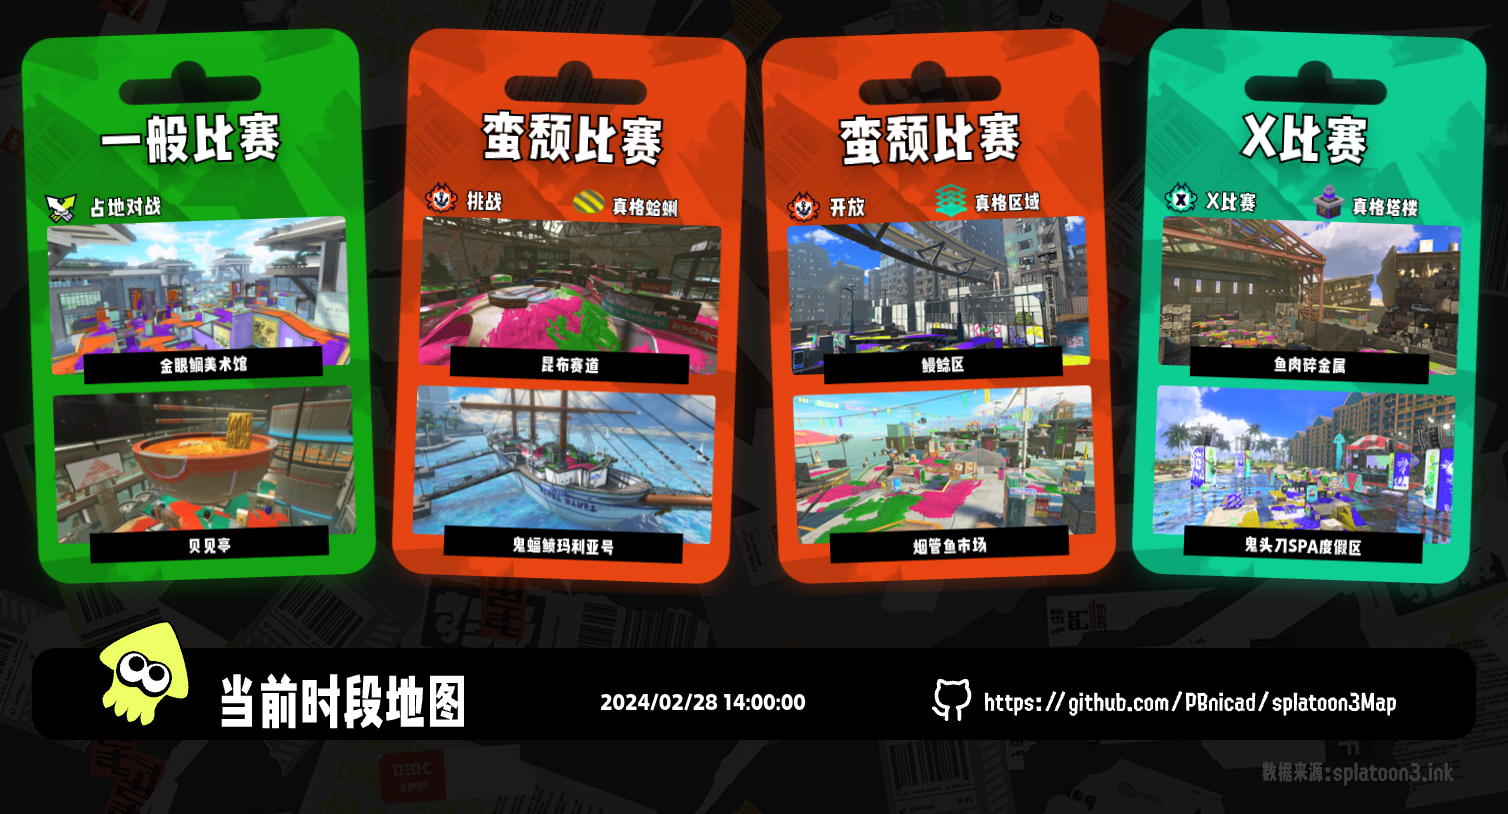 一般比赛
占地对战
金眼鲷美术馆
贝见亭
蛮颓比赛
挑战
真格蛤蜊
昆布赛道
鬼蝠鲼玛利亚号
蛮颓比赛
开放
真格区域
鳗鲶区
烟管鱼市场
X比赛
X比赛
真格塔楼
鱼肉碎金属
鬼头刀SPA度假区
当前时段地图
2024/02/28 14:00:00
https://github.com/PBnicad/splatoon3Map
数据来源:splatoon3.ink